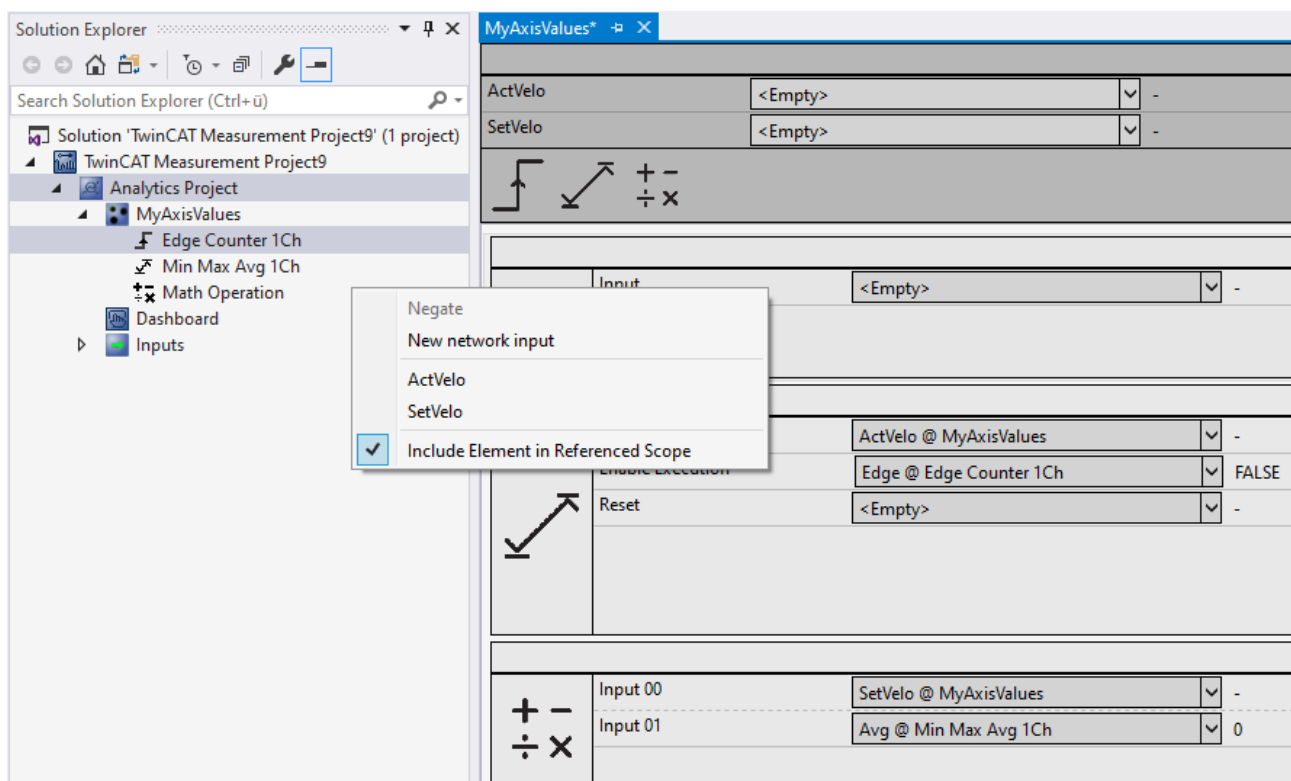 Solution Explorer
Search Solution Explorer (Ctrl+ü)
Solution 'TwinCAT Measurement Project9' (1 project)
TwinCAT Measurement Project9
Analytics Project
MyAxisValues
Edge Counter 1Ch
Min Max Avg 1Ch
Math Operation
Dashboard
Inputs
Negate
New network input
ActVelo
SetVelo
Include Element in Referenced Scope
MyAxisValues*
ActVelo <Empty> -
SetVelo <Empty> -
Input <Empty> -
ActVelo @ MyAxisValues -
Enable Execution Edge @ Edge Counter 1Ch FALSE
Reset <Empty> -
Input 00 SetVelo @ MyAxisValues -
Input 01 Avg @ Min Max Avg 1Ch 0